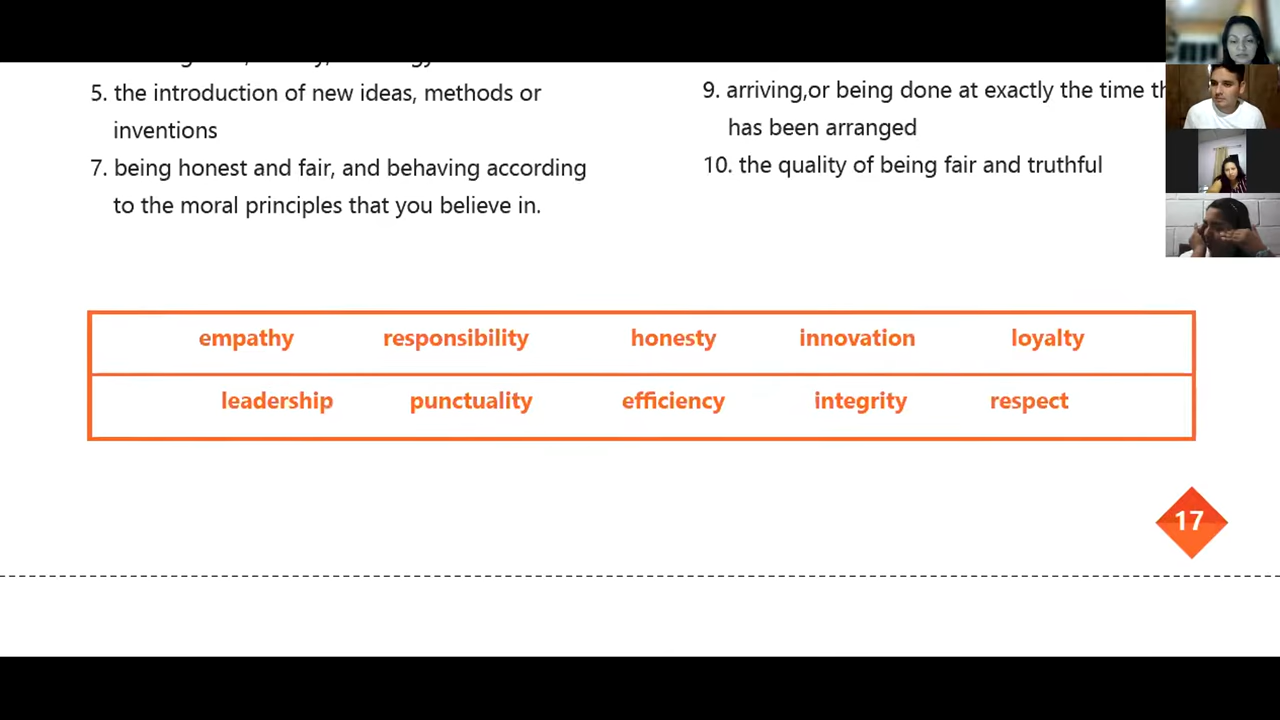 5. the introduction of new ideas, methods or
inventions
7. being honest and fair, and behaving according
to the moral principles that you believe in.
9. arriving,or being done at exactly the time
has been arranged
10. the quality of being fair and truthful
empathy responsibility honesty innovation loyalty
leadership punctuality efficiency integrity respect
17